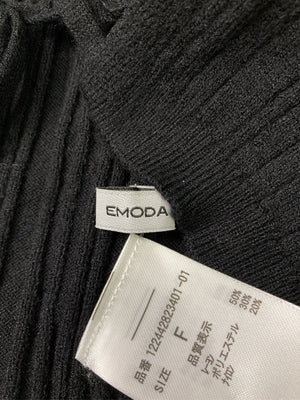 EMODA
品番 122442823401-01
SIZE F
品質表示
レーヨン 50%
ポリエステル 30%
ナイロン 20%